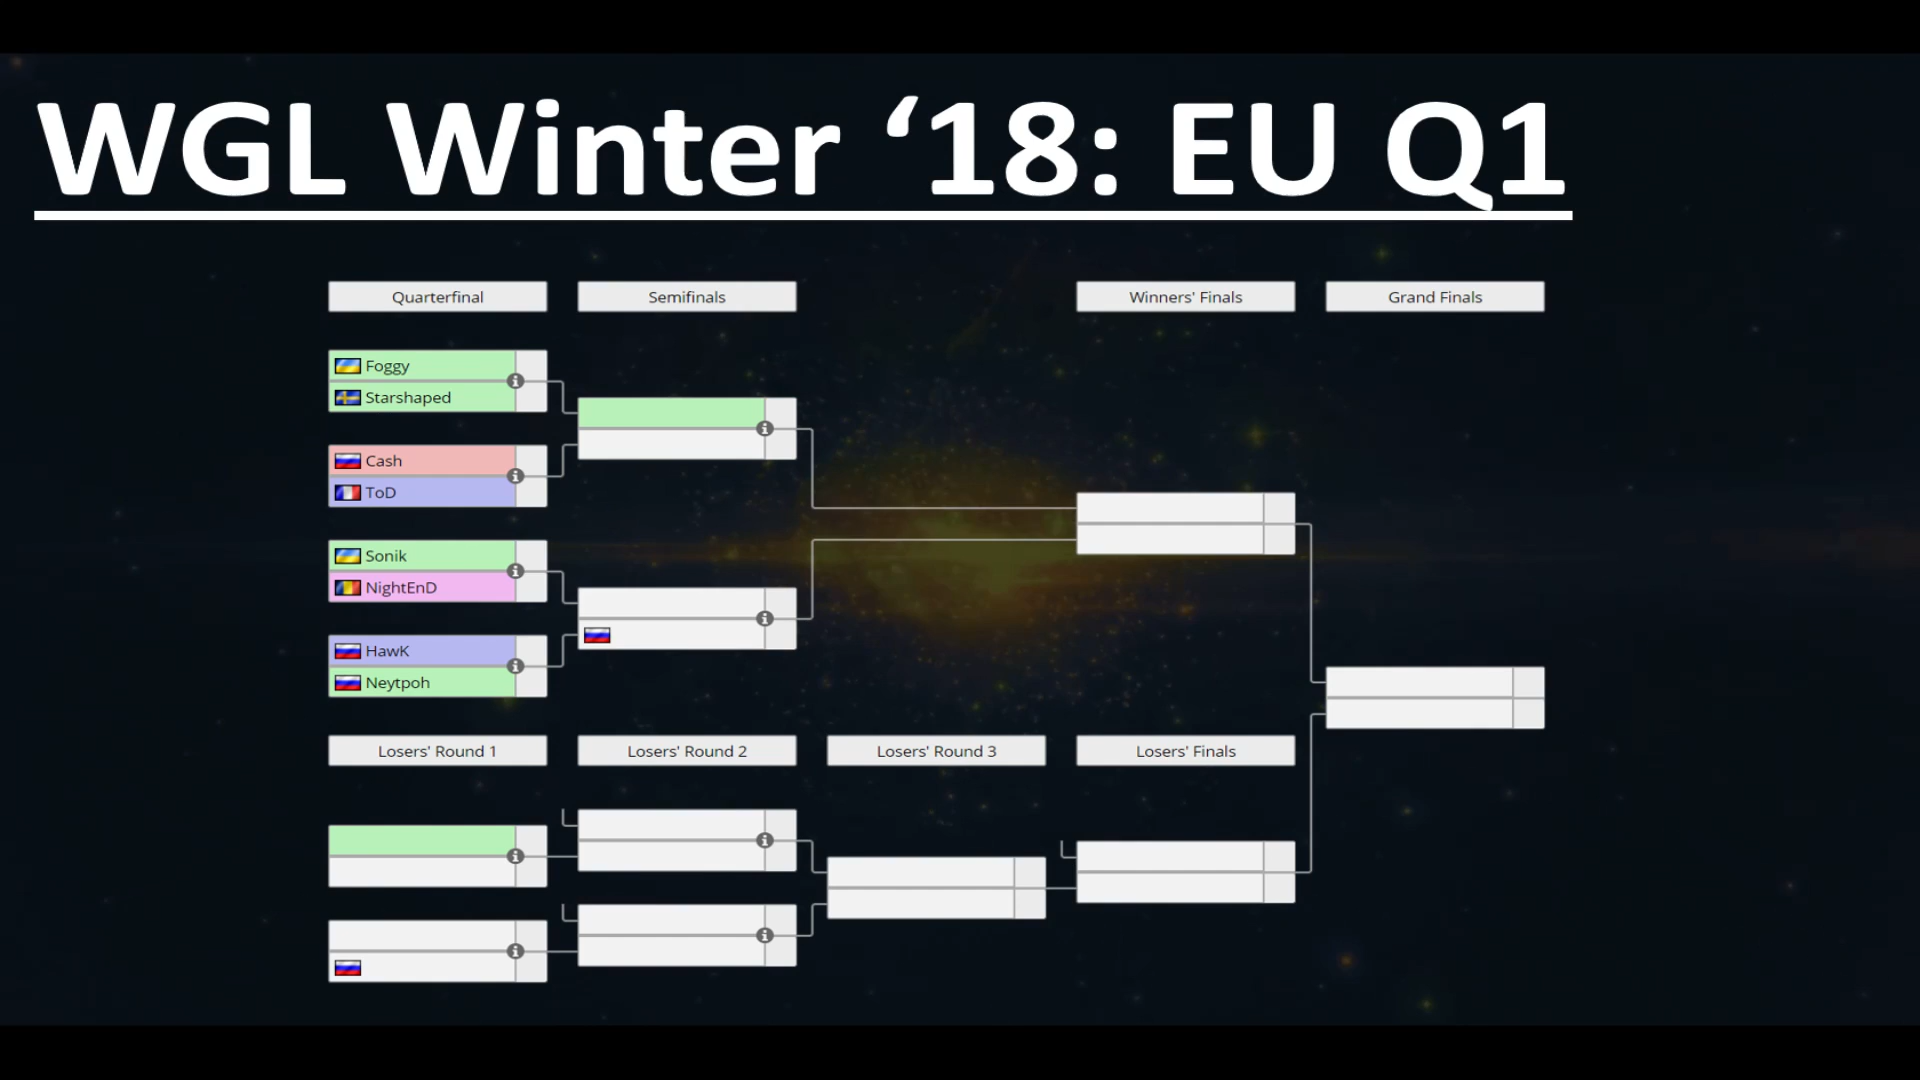 WGL Winter ‘18: EU Q1
Quarterfinal
Semifinals
Winners' Finals
Grand Finals
Foggy
Starshaped
Cash
ToD
Sonik
NightEnD
HawK
Neytpoh
Losers' Round 1
Losers' Round 2
Losers' Round 3
Losers' Finals